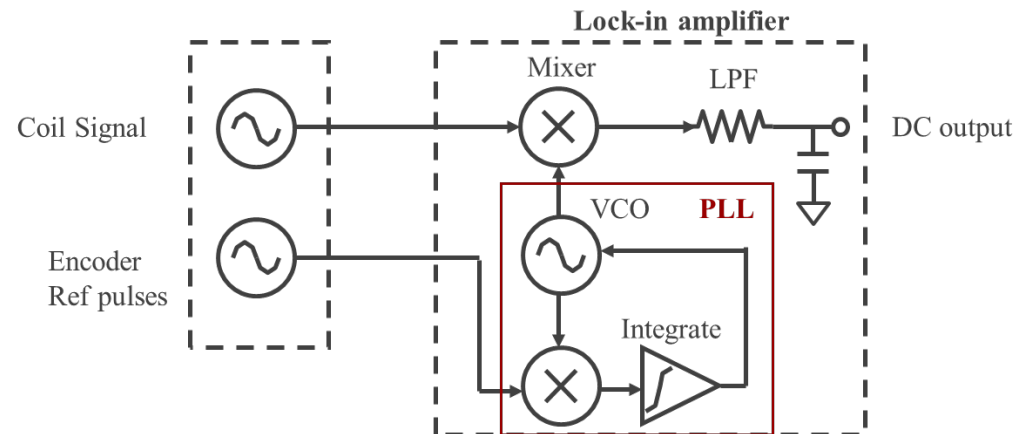 Lock-in amplifier
Mixer
LPF
Coil Signal
DC output
VCO
PLL
Encoder
Ref pulses
Integrate